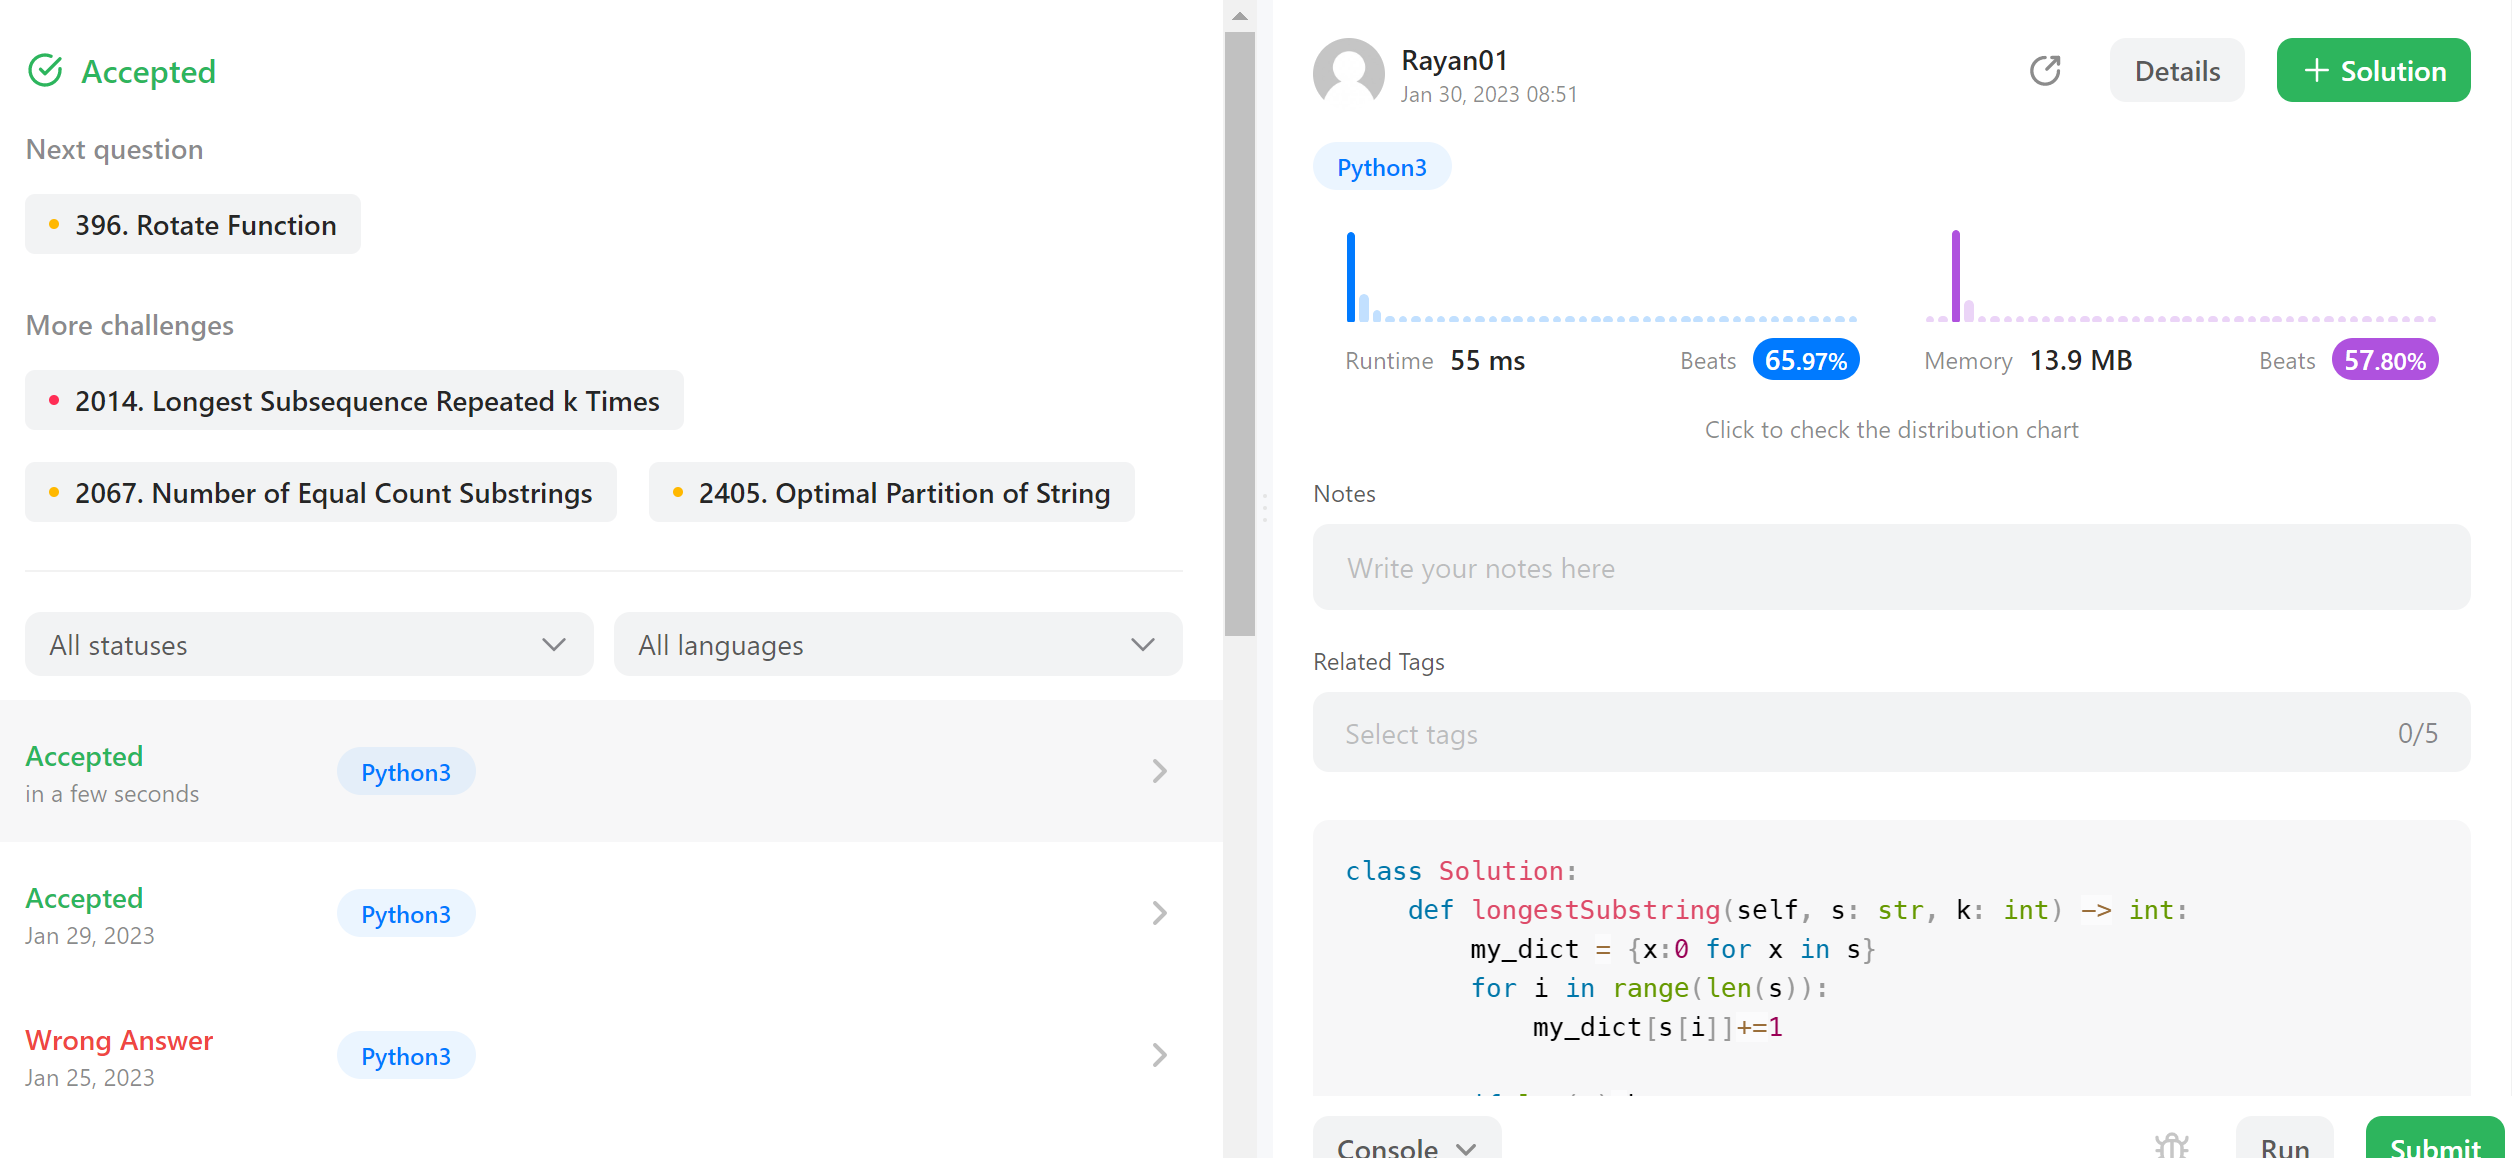 Accepted
Next question
396. Rotate Function
More challenges
2014. Longest Subsequence Repeated k Times
2067. Number of Equal Count Substrings
2405. Optimal Partition of String
All statuses
All languages
Accepted
in a few seconds
Python3
Accepted
Jan 29, 2023
Python3
Wrong Answer
Jan 25, 2023
Python3
Rayan01
Jan 30, 2023 08:51
Details
+ Solution
Python3
Runtime 55 ms
Beats 65.97%
Memory 13.9 MB
Beats 57.80%
Click to check the distribution chart
Notes
Write your notes here
Related Tags
Select tags
0/5
class Solution:
    def longestSubstring(self, s: str, k: int) -> int:
        my_dict = {x:0 for x in s}
        for i in range(len(s)):
            my_dict[s[i]]+=1
Console
Run
Submit